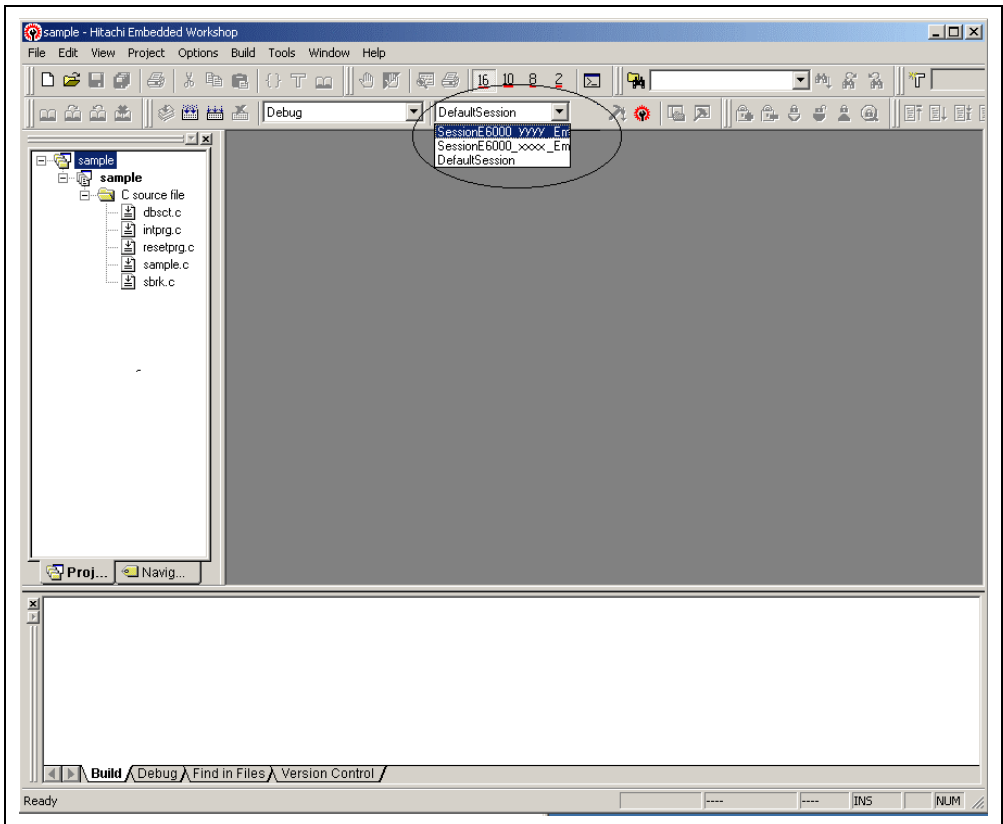 sample - Hitachi Embedded Workshop
File Edit View Project Options Build Tools Window Help
16 10 8 2
Debug DefaultSession
SessionE6000_yyyy_Em
SessionE6000_xxxx_Em
DefaultSession
sample
sample
C source file
dbsct.c
intprg.c
resetprg.c
sample.c
sbrk.c
Proj... Navig...
Build Debug Find in Files Version Control
Ready ---- ---- INS NUM